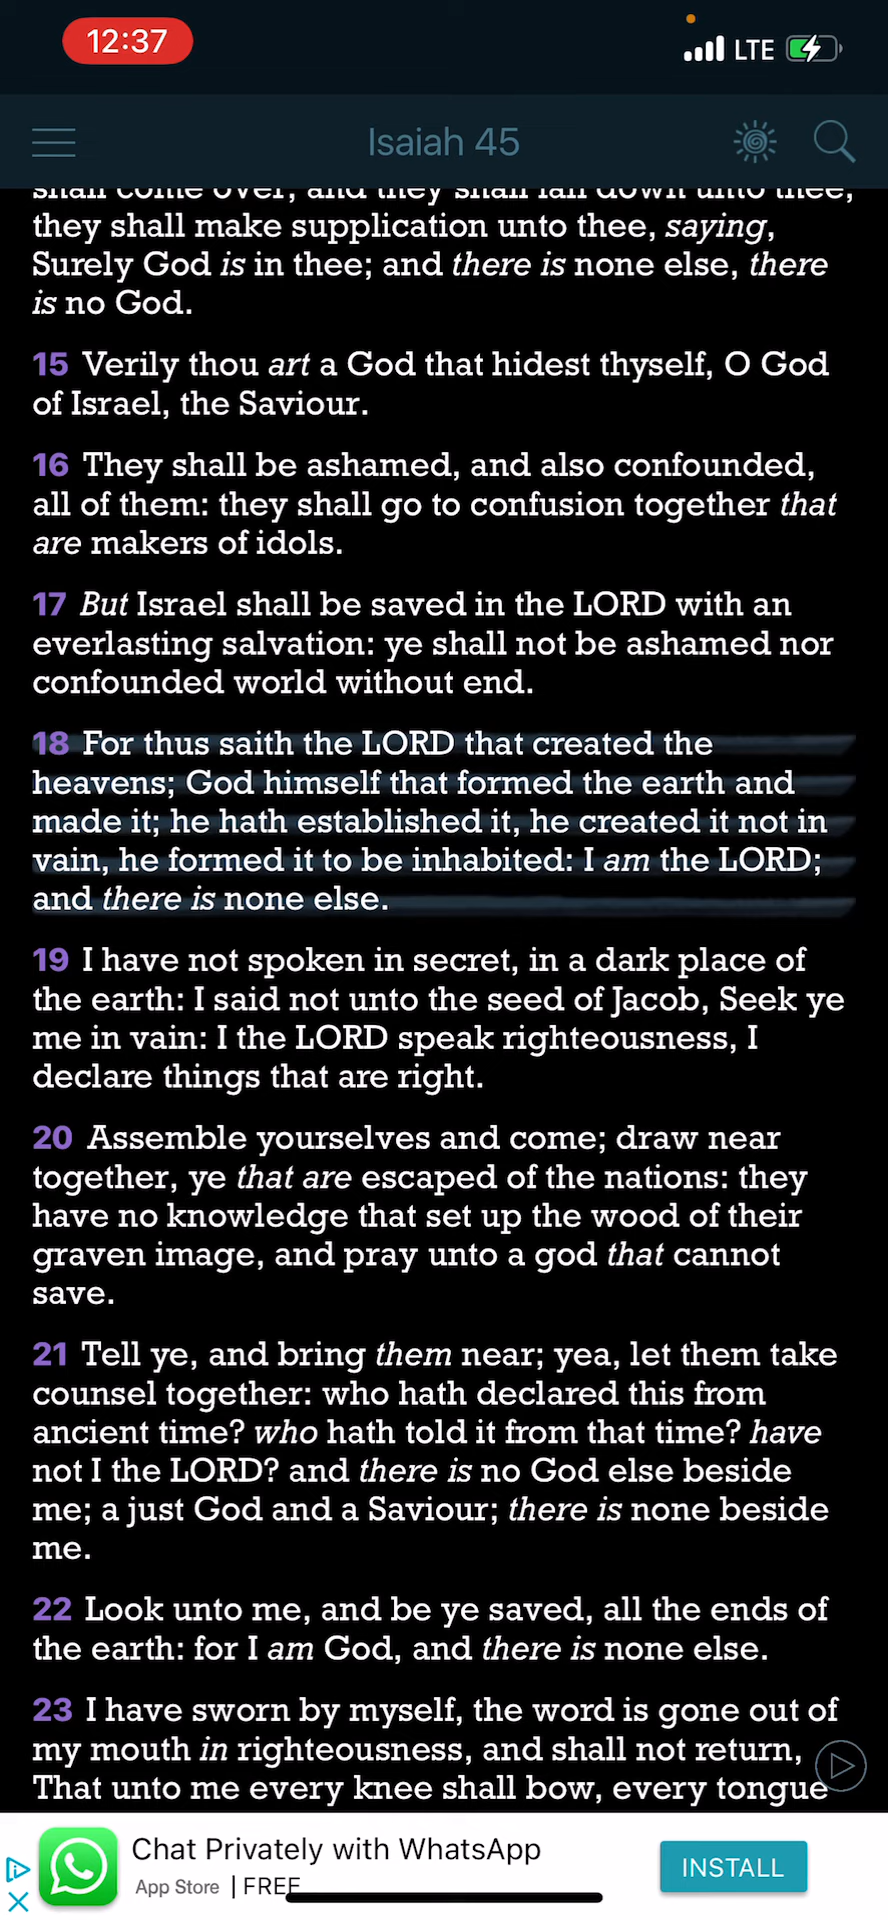 12:37
LTE
Isaiah 45
shall come over, and they shall fall down unto thee,
they shall make supplication unto thee, saying,
Surely God is in thee; and there is none else, there
is no God.
15 Verily thou art a God that hidest thyself, O God
of Israel, the Saviour.
16 They shall be ashamed, and also confounded,
all of them: they shall go to confusion together that
are makers of idols.
17 But Israel shall be saved in the LORD with an
everlasting salvation: ye shall not be ashamed nor
confounded world without end.
18 For thus saith the LORD that created the
heavens; God himself that formed the earth and
made it; he hath established it, he created it not in
vain, he formed it to be inhabited: I am the LORD;
and there is none else.
19 I have not spoken in secret, in a dark place of
the earth: I said not unto the seed of Jacob, Seek ye
me in vain: I the LORD speak righteousness, I
declare things that are right.
20 Assemble yourselves and come; draw near
together, ye that are escaped of the nations: they
have no knowledge that set up the wood of their
graven image, and pray unto a god that cannot
save.
21 Tell ye, and bring them near; yea, let them take
counsel together: who hath declared this from
ancient time? who hath told it from that time? have
not I the LORD? and there is no God else beside
me; a just God and a Saviour; there is none beside
me.
22 Look unto me, and be ye saved, all the ends of
the earth: for I am God, and there is none else.
23 I have sworn by myself, the word is gone out of
my mouth in righteousness, and shall not return,
That unto me every knee shall bow, every tongue
Chat Privately with WhatsApp
App Store | FREE
INSTALL